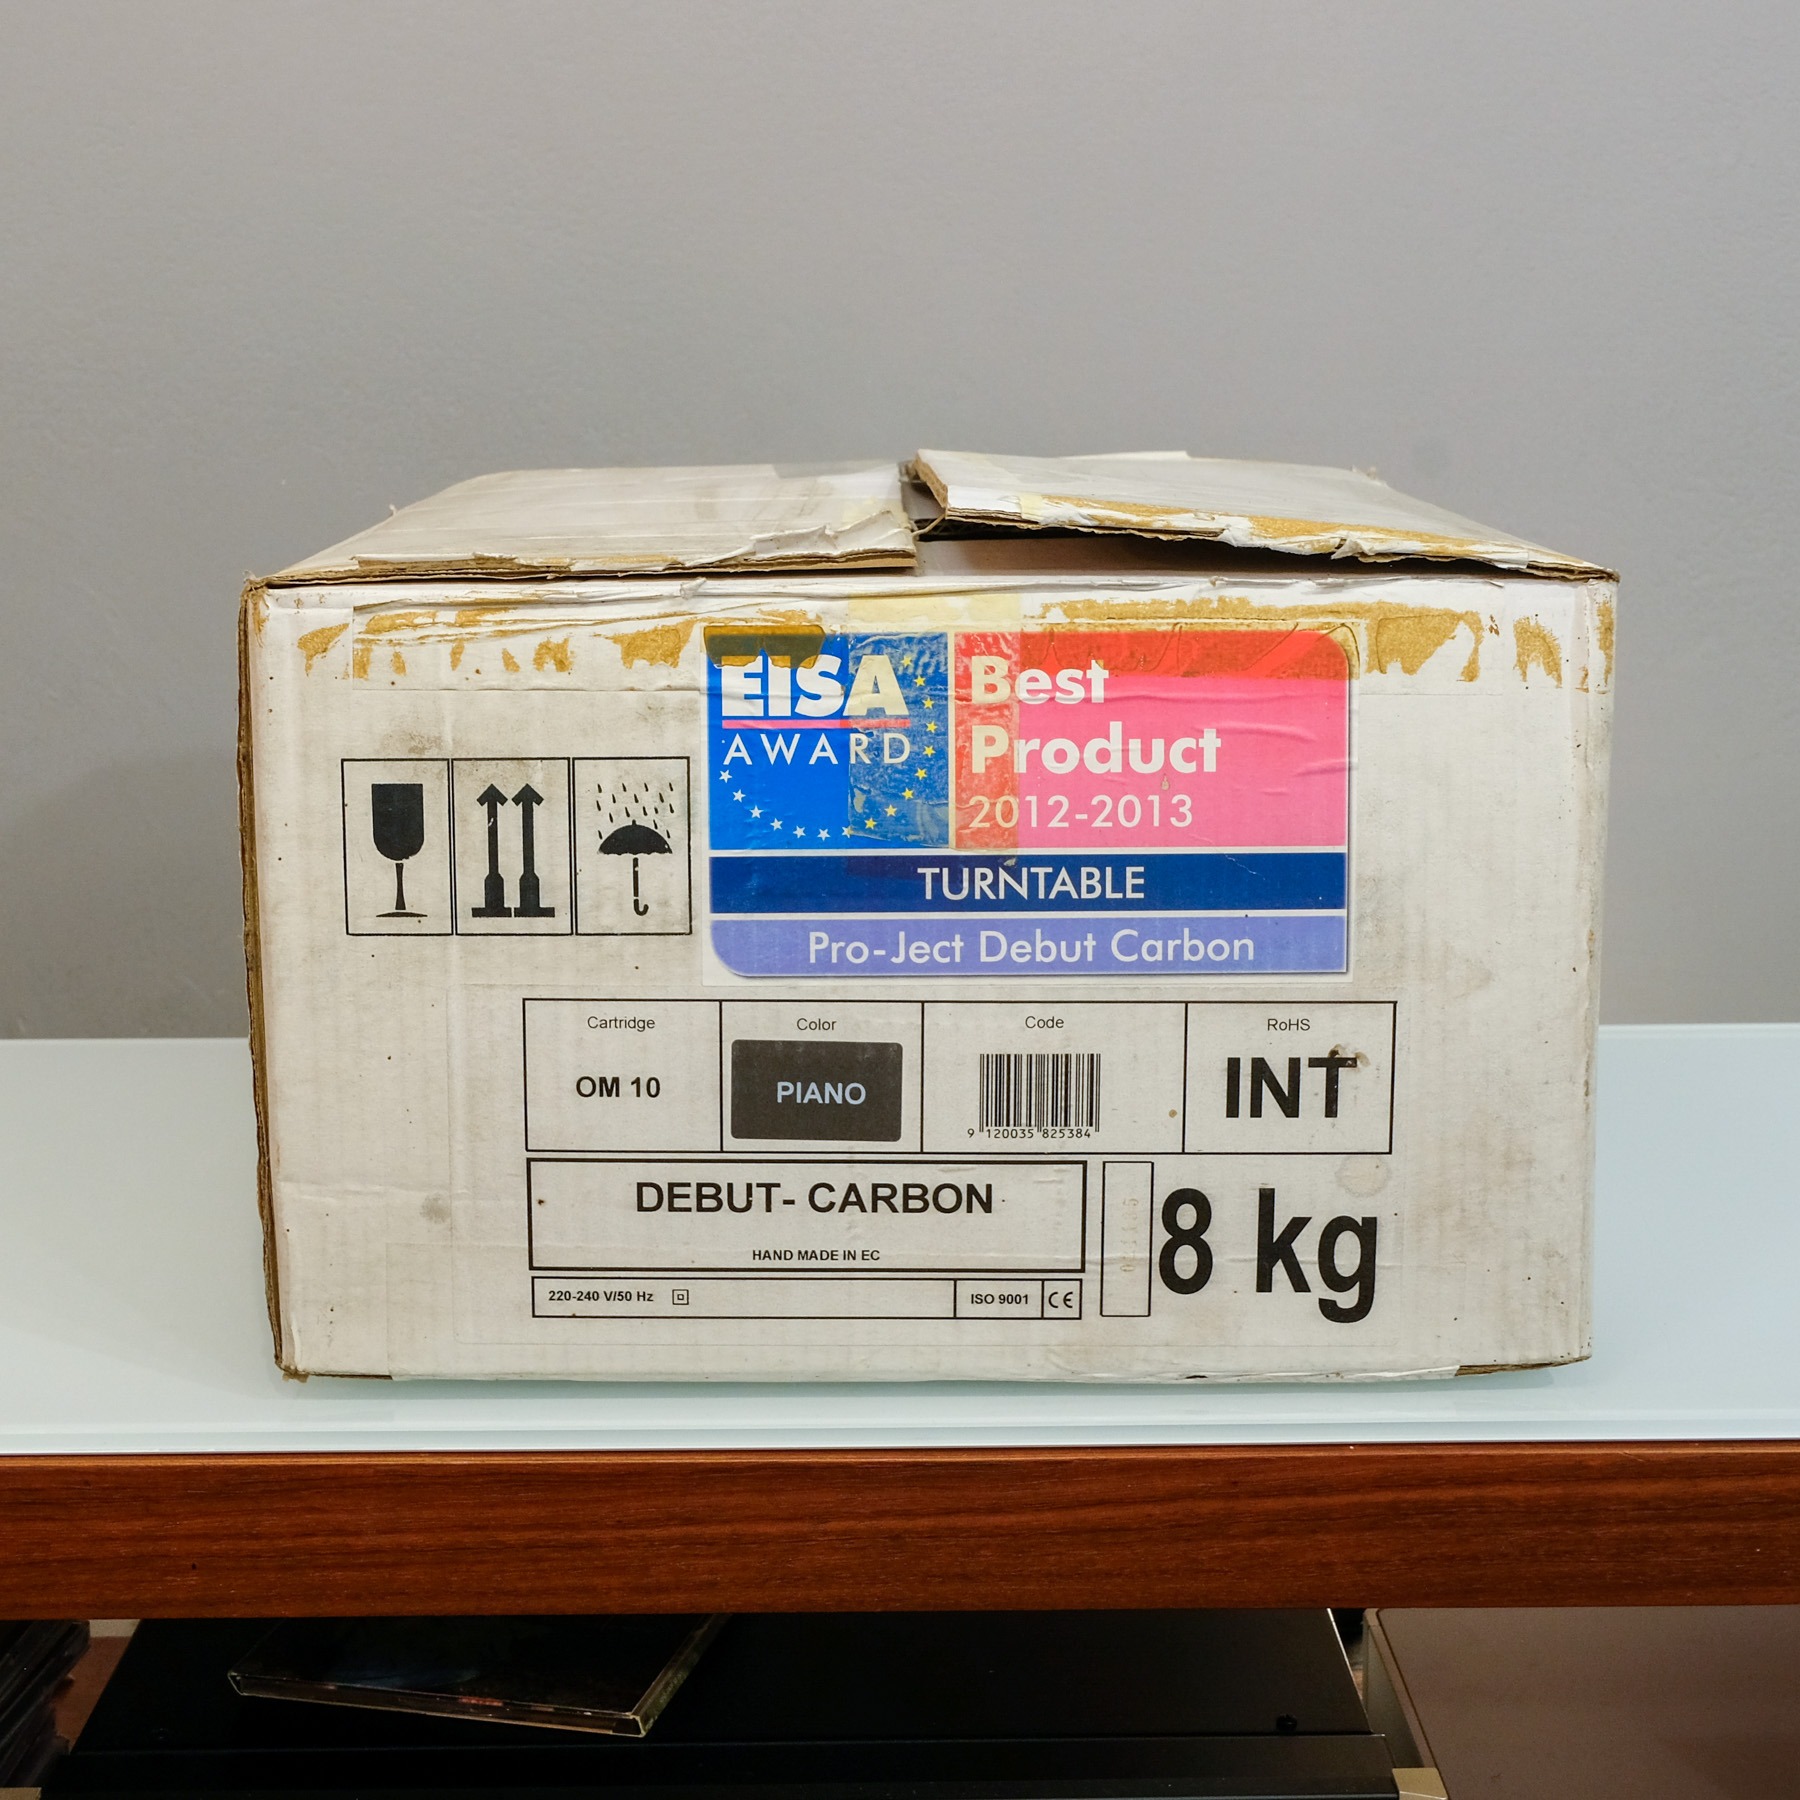 EISA
AWARD
Best
Product
2012-2013
TURNTABLE
Pro-Ject Debut Carbon
Cartridge
OM 10
Color
PIANO
Code
9 120035 825384
RoHS
INT
DEBUT- CARBON
HAND MADE IN EC
220-240 V/50 Hz
ISO 9001
CE
8 kg